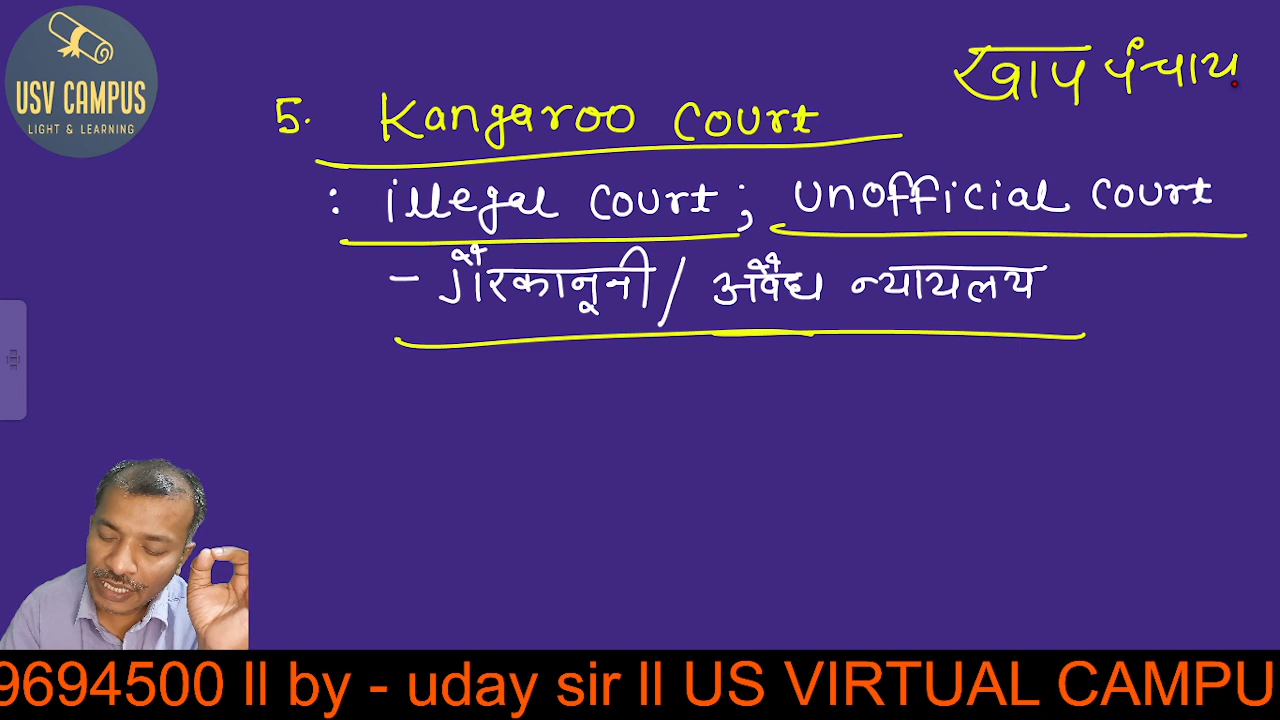 USV CAMPUS
LIGHT & LEARNING
खाप पंचाय
5. Kangaroo Court
: illegal court ; unofficial court
- गैरकानूनी / अवैध न्यायलय
9694500 ll by - uday sir ll US VIRTUAL CAMPU